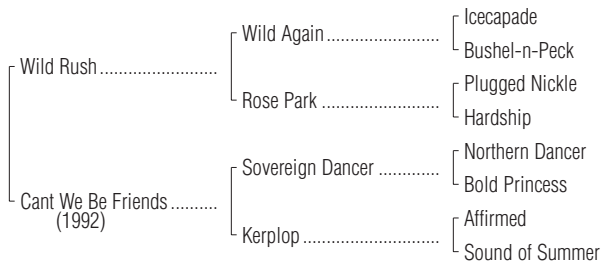 Icecapade
Wild Again.......................
Bushel-n-Peck
Wild Rush.........................
Plugged Nickle
Rose Park.........................
Hardship
Northern Dancer
Sovereign Dancer.............
Bold Princess
Cant We Be Friends..........
(1992)
Affirmed
Kerplop.............................
Sound of Summer